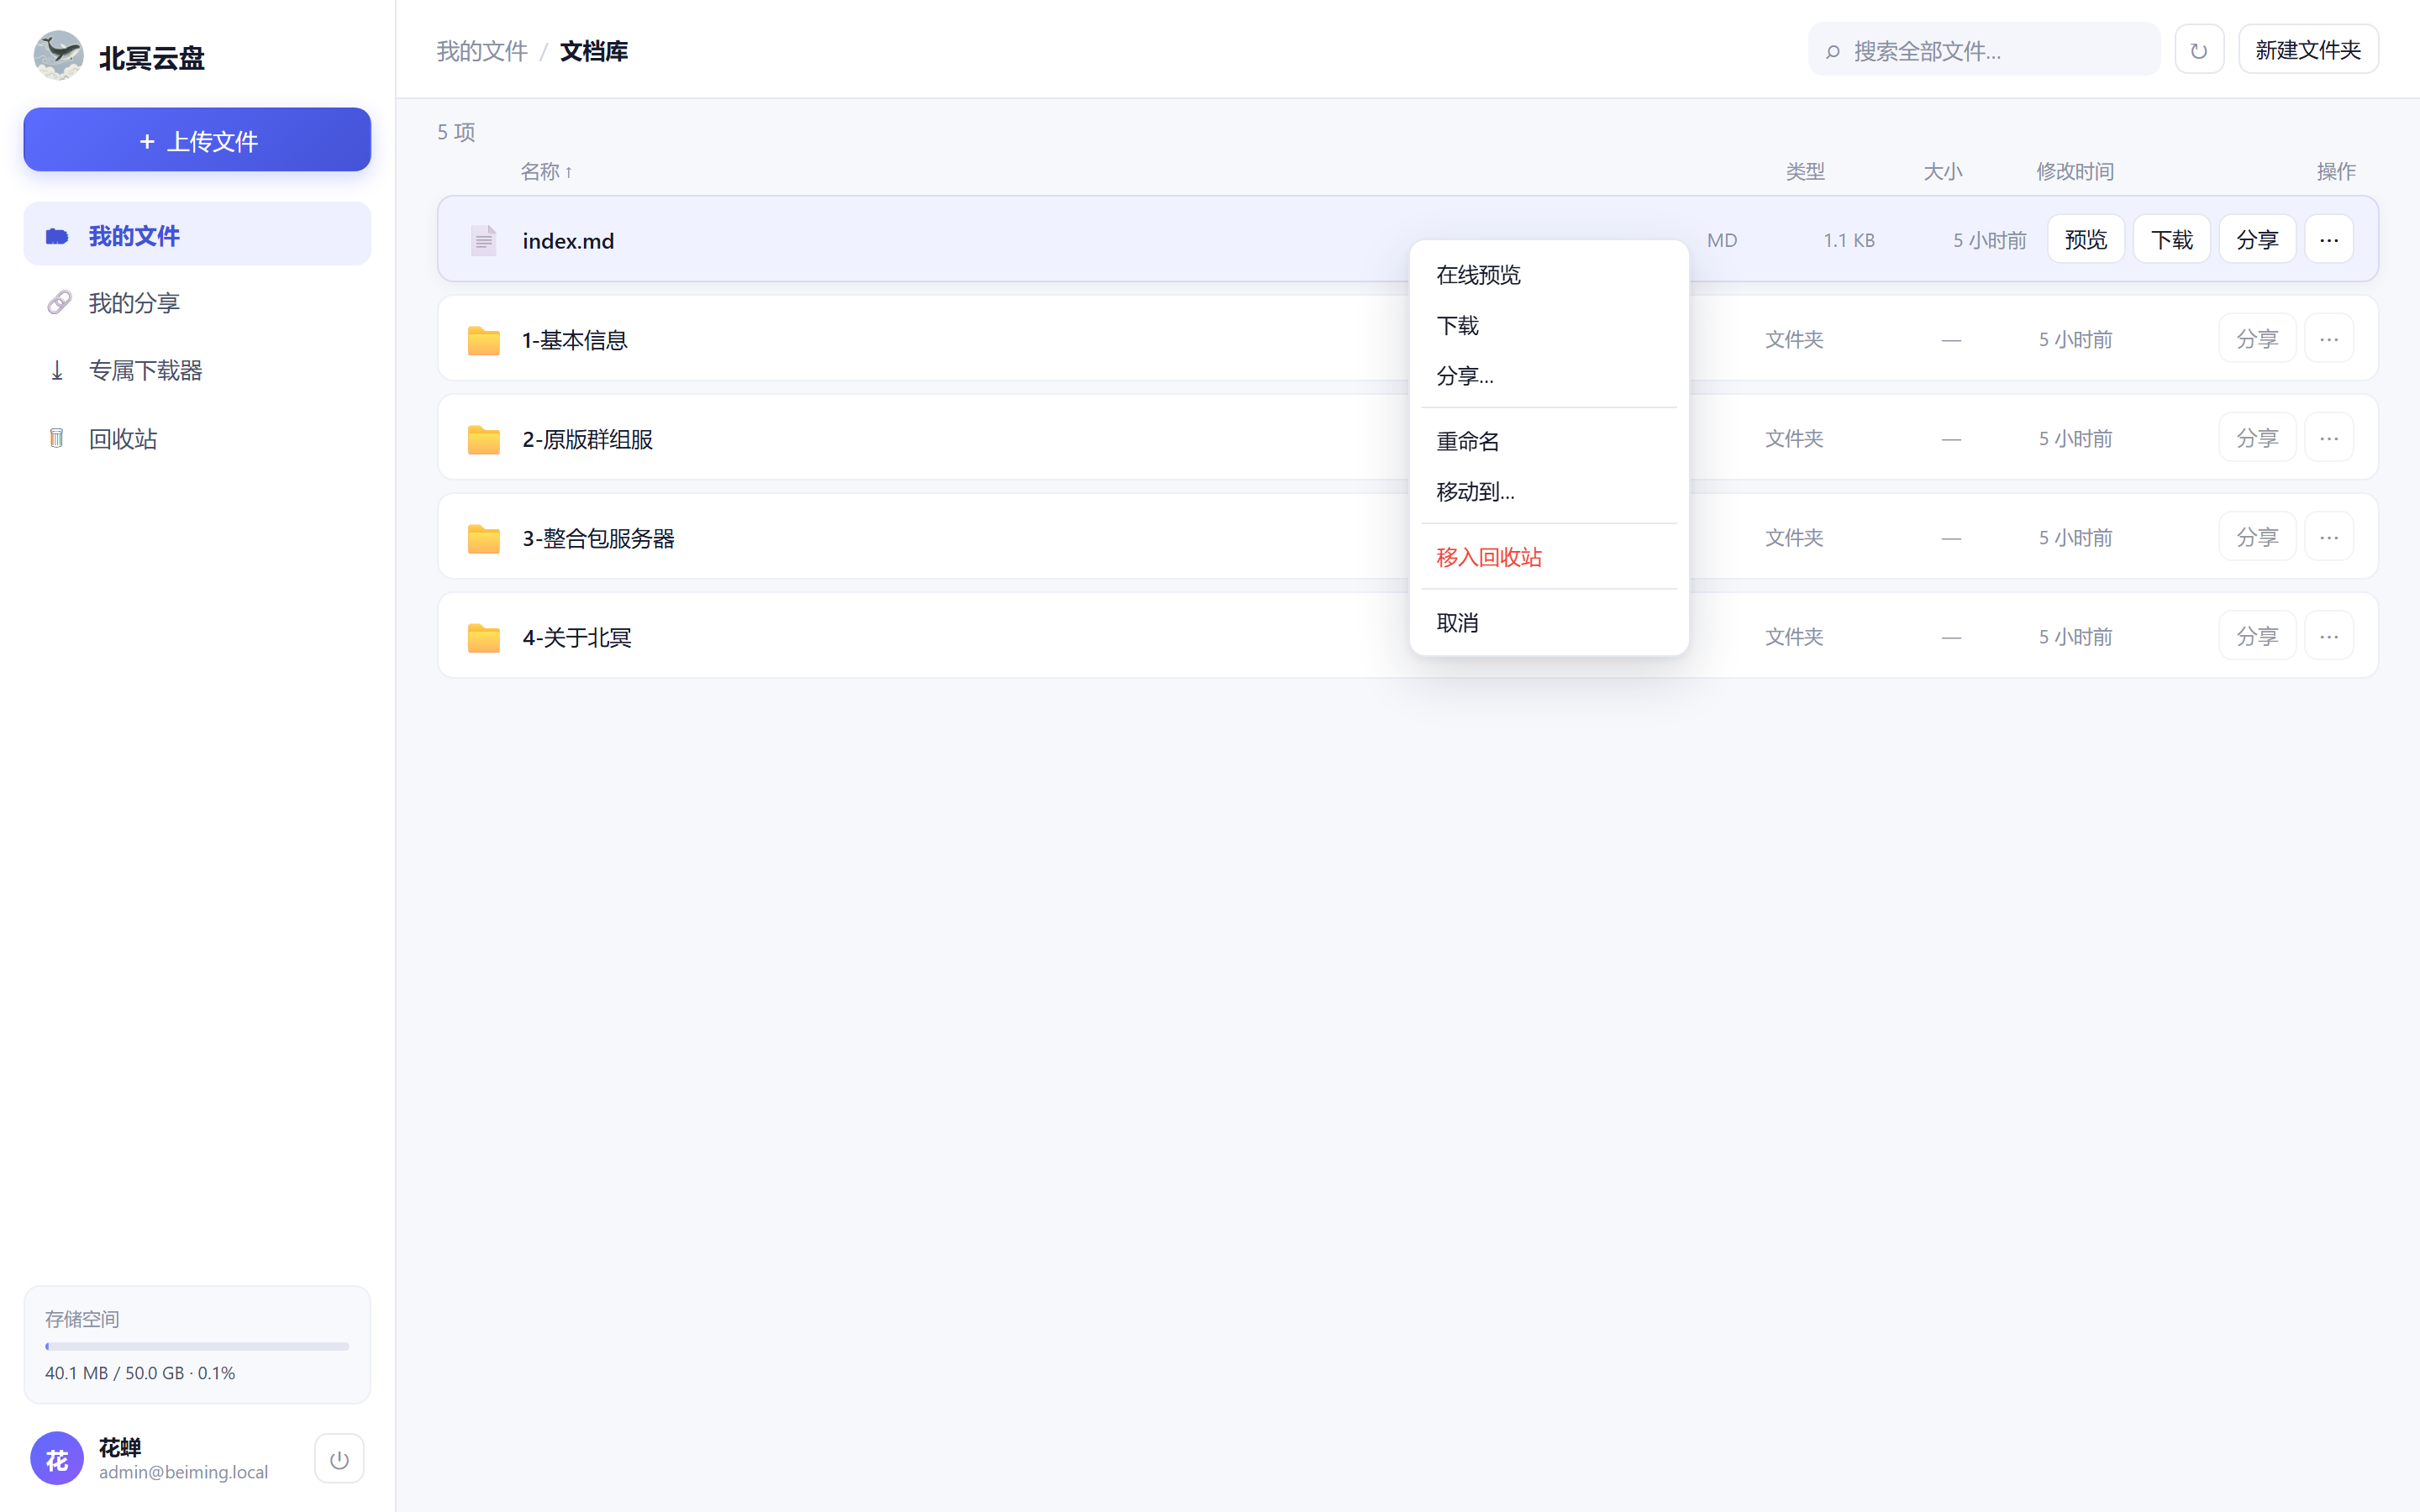 北冥云盘
+ 上传文件
我的文件
我的分享
专属下载器
回收站
存储空间
40.1 MB / 50.0 GB · 0.1%
花
花蝉
admin@beiming.local
我的文件 / 文档库
搜索全部文件...
新建文件夹
5 项
名称 ↑ 类型 大小 修改时间 操作
index.md MD 1.1 KB 5 小时前 预览 下载 分享 ...
1-基本信息 文件夹 — 5 小时前 分享 ...
2-原版群组服 文件夹 — 5 小时前 分享 ...
3-整合包服务器 文件夹 — 5 小时前 分享 ...
4-关于北冥 文件夹 — 5 小时前 分享 ...
在线预览
下载
分享...
重命名
移动到...
移入回收站
取消